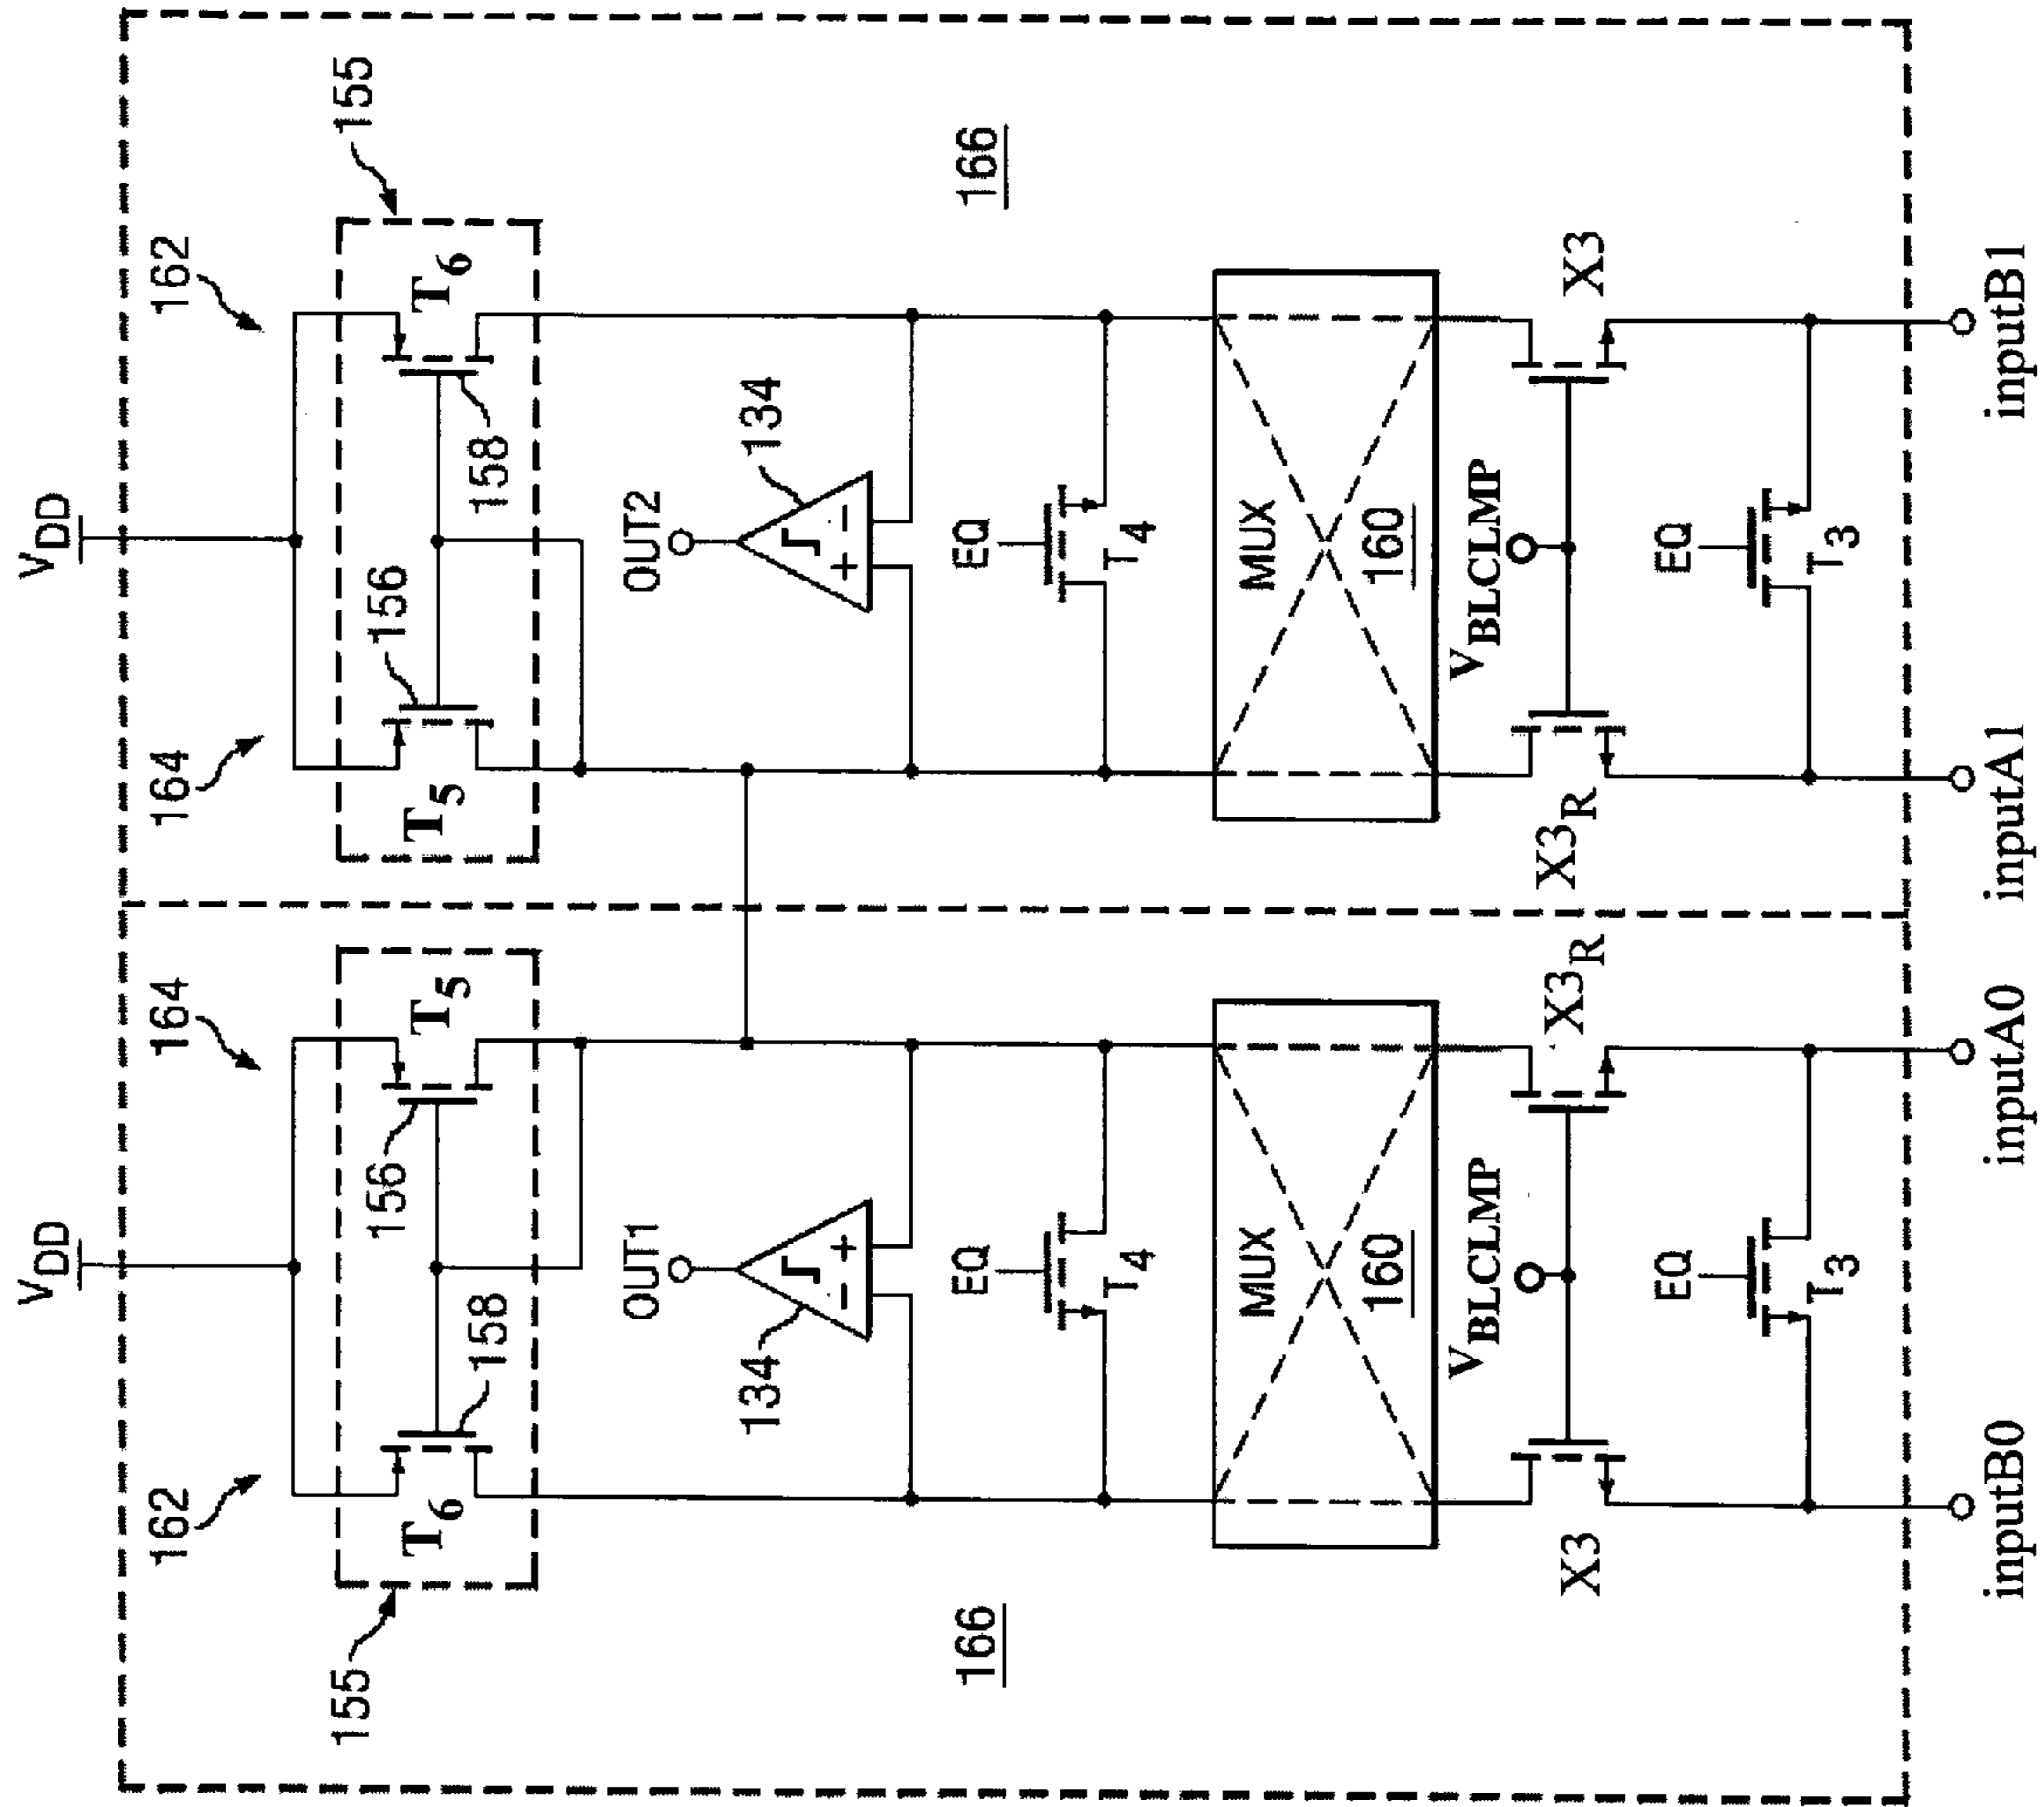 V_DD V_DD
162 164 164 162
155 155
156 156
T_6 T_5 T_5 T_6
158 158
OUT1 OUT2
134 134
− + + −
166 EQ EQ 166
T_4 T_4
MUX MUX
160 160
V_BLCLMP V_BLCLMP
X3 X3_R X3_R X3
EQ EQ
T_3 T_3
inputB0 inputA0 inputA1 inputB1